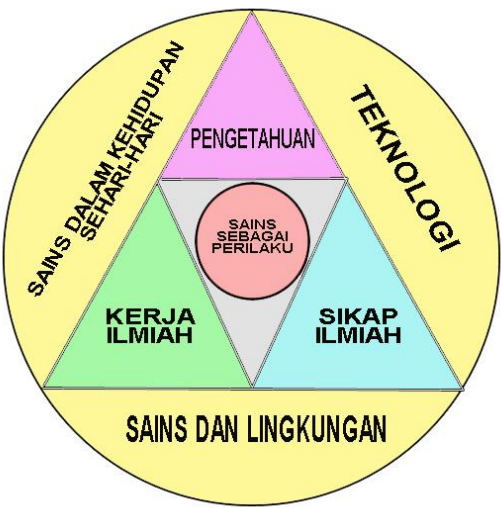 SAINS DALAM KEHIDUPAN
SEHARI-HARI
TEKNOLOGI
PENGETAHUAN
SAINS
SEBAGAI
PERILAKU
KERJA
ILMIAH
SIKAP
ILMIAH
SAINS DAN LINGKUNGAN